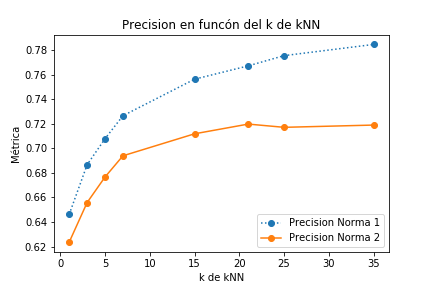 Precision en funcón del k de kNN
Métrica
0.78
0.76
0.74
0.72
0.70
0.68
0.66
0.64
0.62
0 5 10 15 20 25 30 35
k de kNN
Precision Norma 1
Precision Norma 2